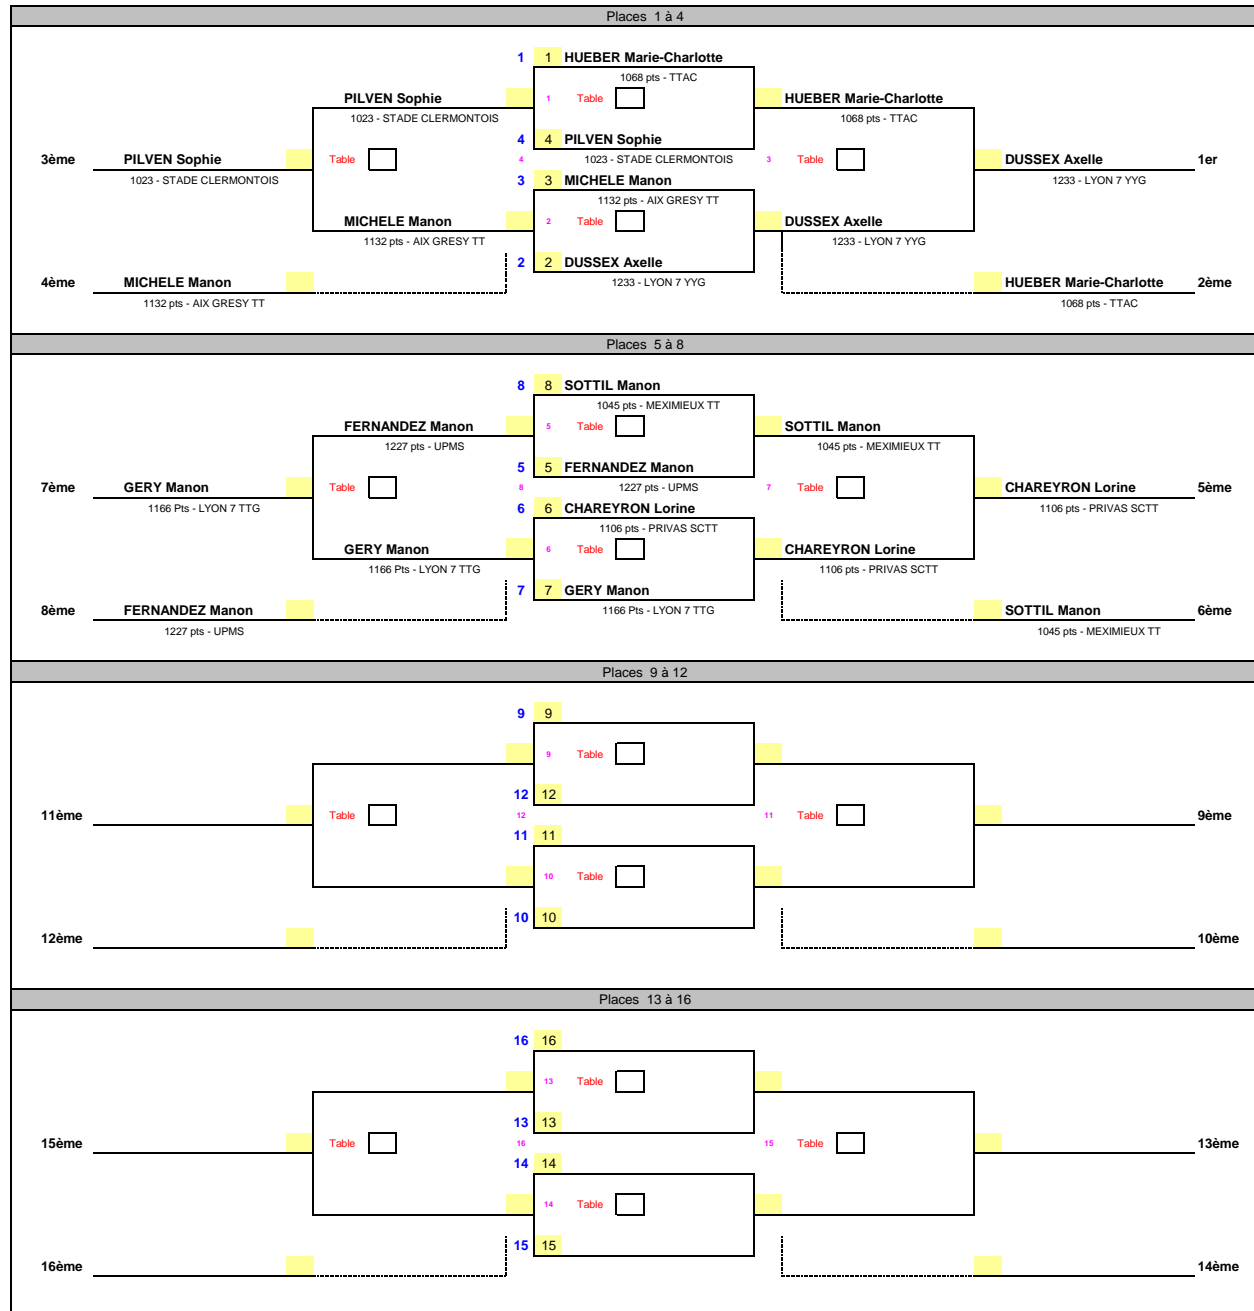 Places 1 à 4
1 1 HUEBER Marie-Charlotte
1068 pts - TTAC
PILVEN Sophie 1 Table HUEBER Marie-Charlotte
1023 - STADE CLERMONTOIS 1068 pts - TTAC
4 4 PILVEN Sophie
3ème PILVEN Sophie Table 4 1023 - STADE CLERMONTOIS 3 Table DUSSEX Axelle 1er
1023 - STADE CLERMONTOIS 3 3 MICHELE Manon 1233 - LYON 7 YYG
1132 pts - AIX GRESY TT
MICHELE Manon 2 Table DUSSEX Axelle
1132 pts - AIX GRESY TT 1233 - LYON 7 YYG
2 2 DUSSEX Axelle
4ème MICHELE Manon 1233 - LYON 7 YYG HUEBER Marie-Charlotte 2ème
1132 pts - AIX GRESY TT 1068 pts - TTAC
Places 5 à 8
8 8 SOTTIL Manon
1045 pts - MEXIMIEUX TT
FERNANDEZ Manon 5 Table SOTTIL Manon
1227 pts - UPMS 1045 pts - MEXIMIEUX TT
5 5 FERNANDEZ Manon
7ème GERY Manon Table 8 1227 pts - UPMS 7 Table CHAREYRON Lorine 5ème
1166 Pts - LYON 7 TTG 6 6 CHAREYRON Lorine 1106 pts - PRIVAS SCTT
1106 pts - PRIVAS SCTT
GERY Manon 6 Table CHAREYRON Lorine
1166 Pts - LYON 7 TTG 1106 pts - PRIVAS SCTT
7 7 GERY Manon
8ème FERNANDEZ Manon 1166 Pts - LYON 7 TTG SOTTIL Manon 6ème
1227 pts - UPMS 1045 pts - MEXIMIEUX TT
Places 9 à 12
9 9
9 Table
12 12
11ème Table 12 11 Table 9ème
11 11
10 Table
10 10
12ème 10ème
Places 13 à 16
16 16
13 Table
13 13
15ème Table 16 15 Table 13ème
14 14
14 Table
15 15
16ème 14ème